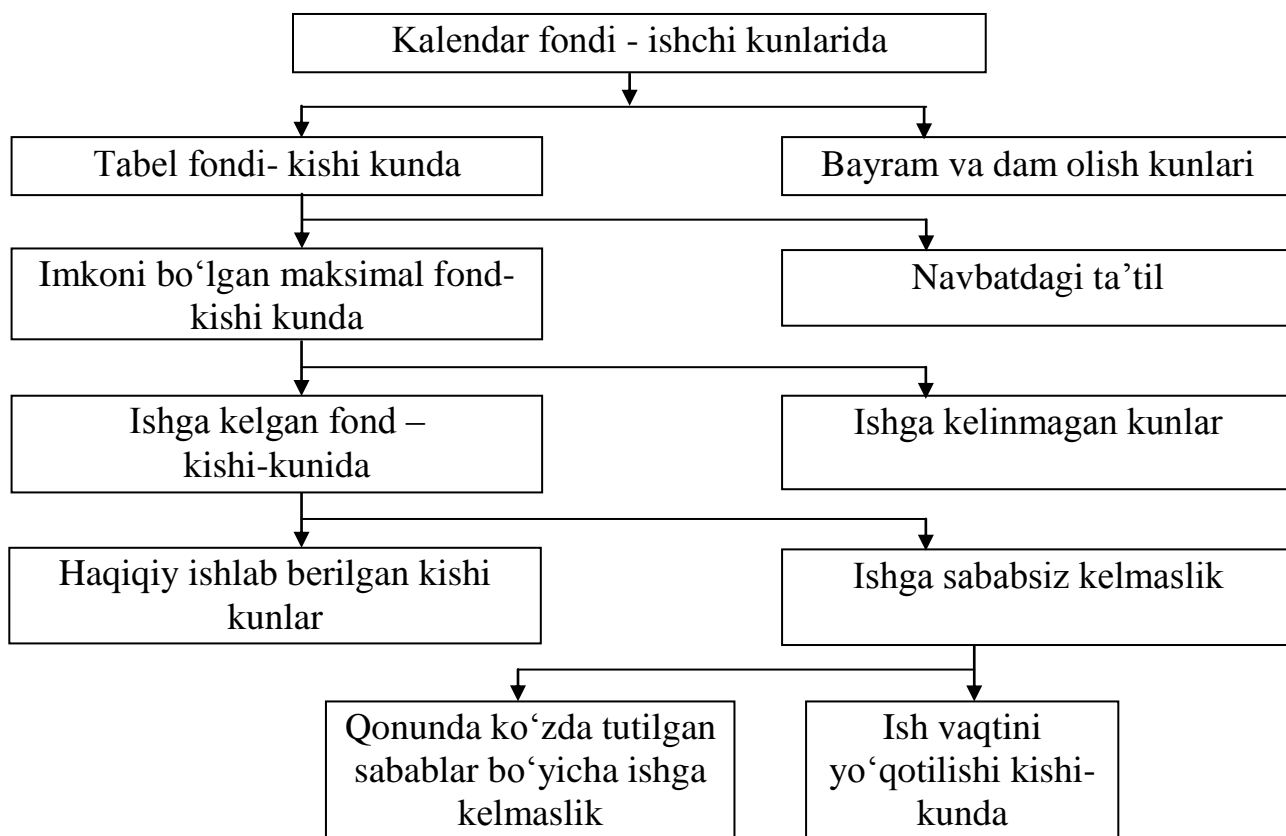 Kalendar fondi - ishchi kunlarida
Tabel fondi- kishi kunda
Bayram va dam olish kunlari
Imkoni bo‘lgan maksimal fond-
kishi kunda
Navbatdagi ta’til
Ishga kelgan fond –
kishi-kunida
Ishga kelinmagan kunlar
Haqiqiy ishlab berilgan kishi
kunlar
Ishga sababsiz kelmaslik
Qonunda ko‘zda tutilgan
sabablar bo‘yicha ishga
kelmaslik
Ish vaqtini
yo‘qotilishi kishi-
kunda